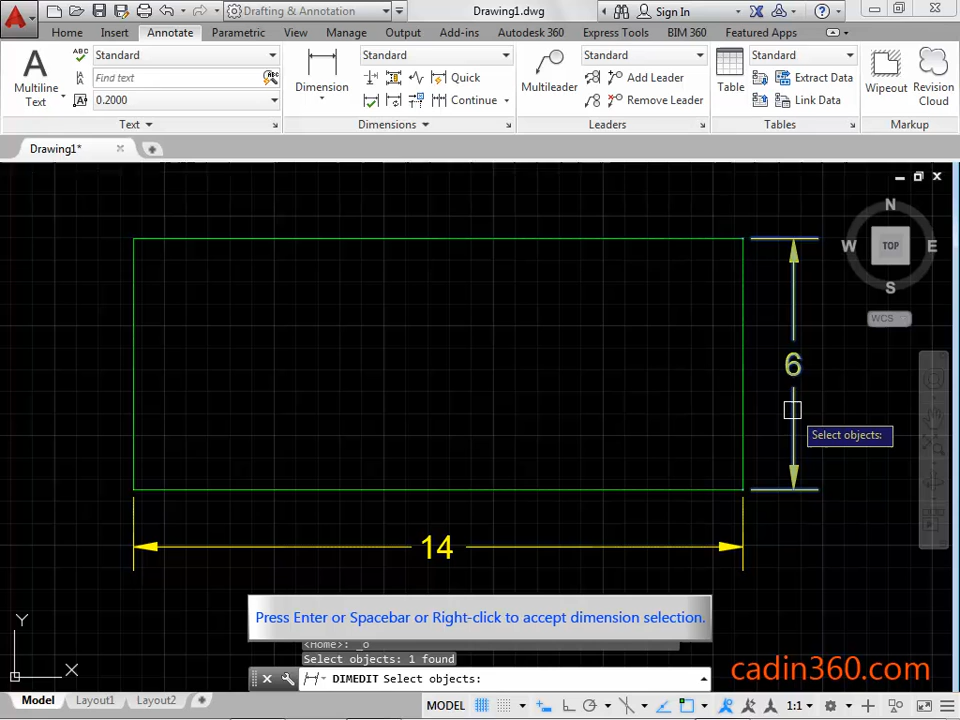 Drafting & Annotation
Drawing1.dwg
Sign In
Home Insert Annotate Parametric View Manage Output Add-ins Autodesk 360 Express Tools BIM 360 Featured Apps
Multiline Text
Standard
Find text
0.2000
Text
Dimension
Standard
Quick
Continue
Dimensions
Multileader
Standard
Add Leader
Remove Leader
Leaders
Table
Standard
Extract Data
Link Data
Tables
Wipeout
Revision Cloud
Markup
Drawing1*
N
W TOP E
S
WCS
6
Select objects:
14
Press Enter or Spacebar or Right-click to accept dimension selection.
<Home>: _o
Select objects: 1 found
DIMEDIT Select objects:
Y
X
cadin360.com
Model Layout1 Layout2
MODEL
1:1